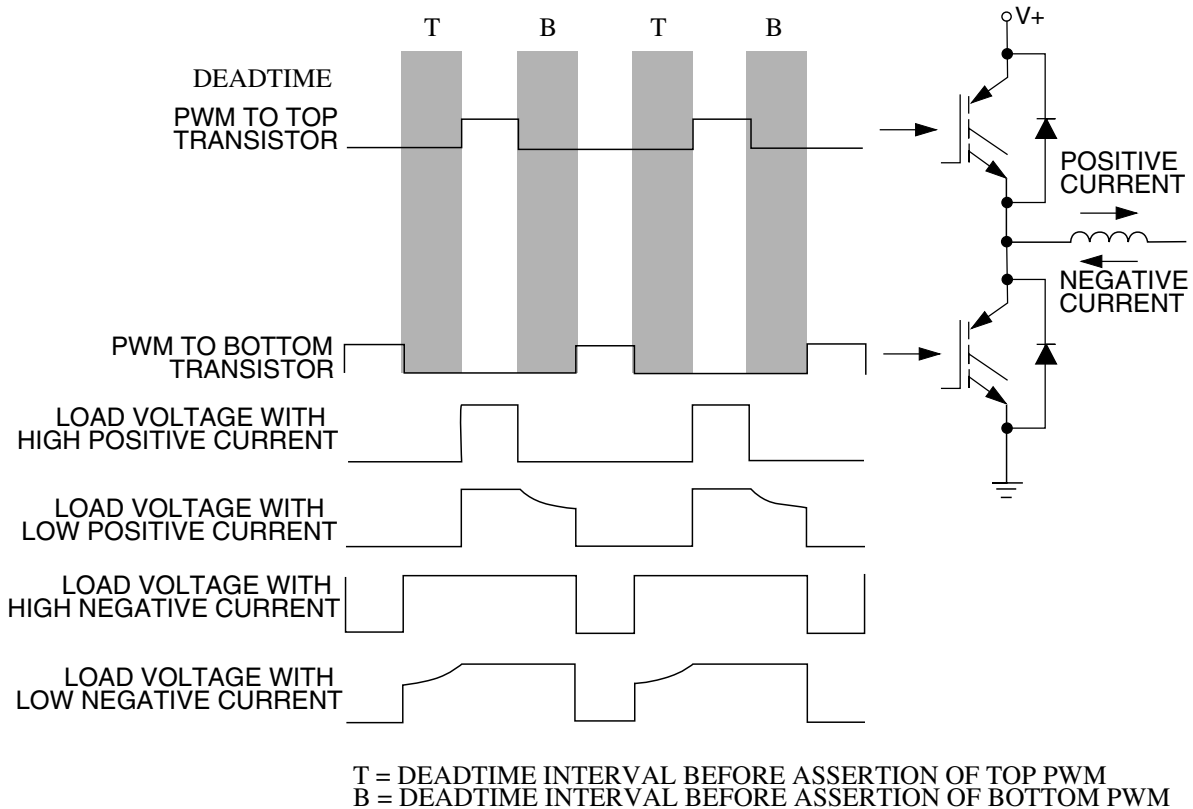 T B T B
V+
DEADTIME
PWM TO TOP
TRANSISTOR
POSITIVE
CURRENT
NEGATIVE
CURRENT
PWM TO BOTTOM
TRANSISTOR
LOAD VOLTAGE WITH
HIGH POSITIVE CURRENT
LOAD VOLTAGE WITH
LOW POSITIVE CURRENT
LOAD VOLTAGE WITH
HIGH NEGATIVE CURRENT
LOAD VOLTAGE WITH
LOW NEGATIVE CURRENT
T = DEADTIME INTERVAL BEFORE ASSERTION OF TOP PWM
B = DEADTIME INTERVAL BEFORE ASSERTION OF BOTTOM PWM